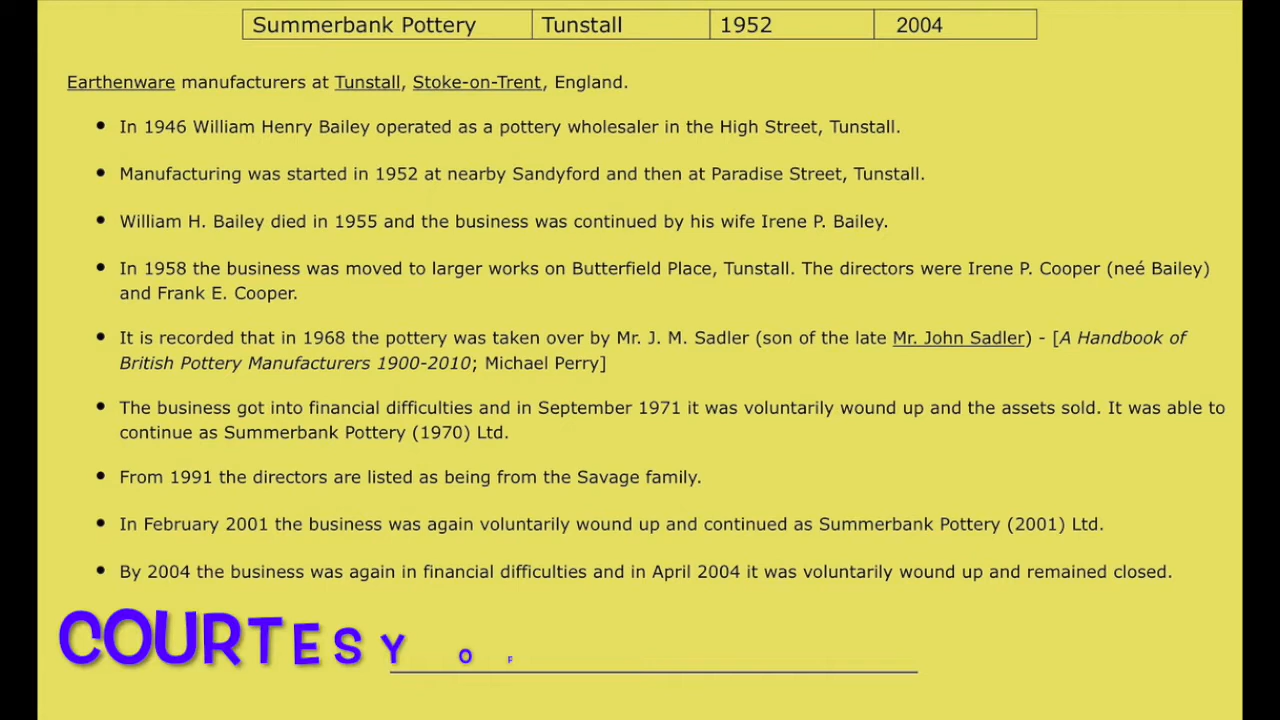 Summerbank Pottery Tunstall 1952 2004
Earthenware manufacturers at Tunstall, Stoke-on-Trent, England.
• In 1946 William Henry Bailey operated as a pottery wholesaler in the High Street, Tunstall.
• Manufacturing was started in 1952 at nearby Sandyford and then at Paradise Street, Tunstall.
• William H. Bailey died in 1955 and the business was continued by his wife Irene P. Bailey.
• In 1958 the business was moved to larger works on Butterfield Place, Tunstall. The directors were Irene P. Cooper (neé Bailey)
and Frank E. Cooper.
• It is recorded that in 1968 the pottery was taken over by Mr. J. M. Sadler (son of the late Mr. John Sadler) - [A Handbook of
British Pottery Manufacturers 1900-2010; Michael Perry]
• The business got into financial difficulties and in September 1971 it was voluntarily wound up and the assets sold. It was able to
continue as Summerbank Pottery (1970) Ltd.
• From 1991 the directors are listed as being from the Savage family.
• In February 2001 the business was again voluntarily wound up and continued as Summerbank Pottery (2001) Ltd.
• By 2004 the business was again in financial difficulties and in April 2004 it was voluntarily wound up and remained closed.
COURTESY OF